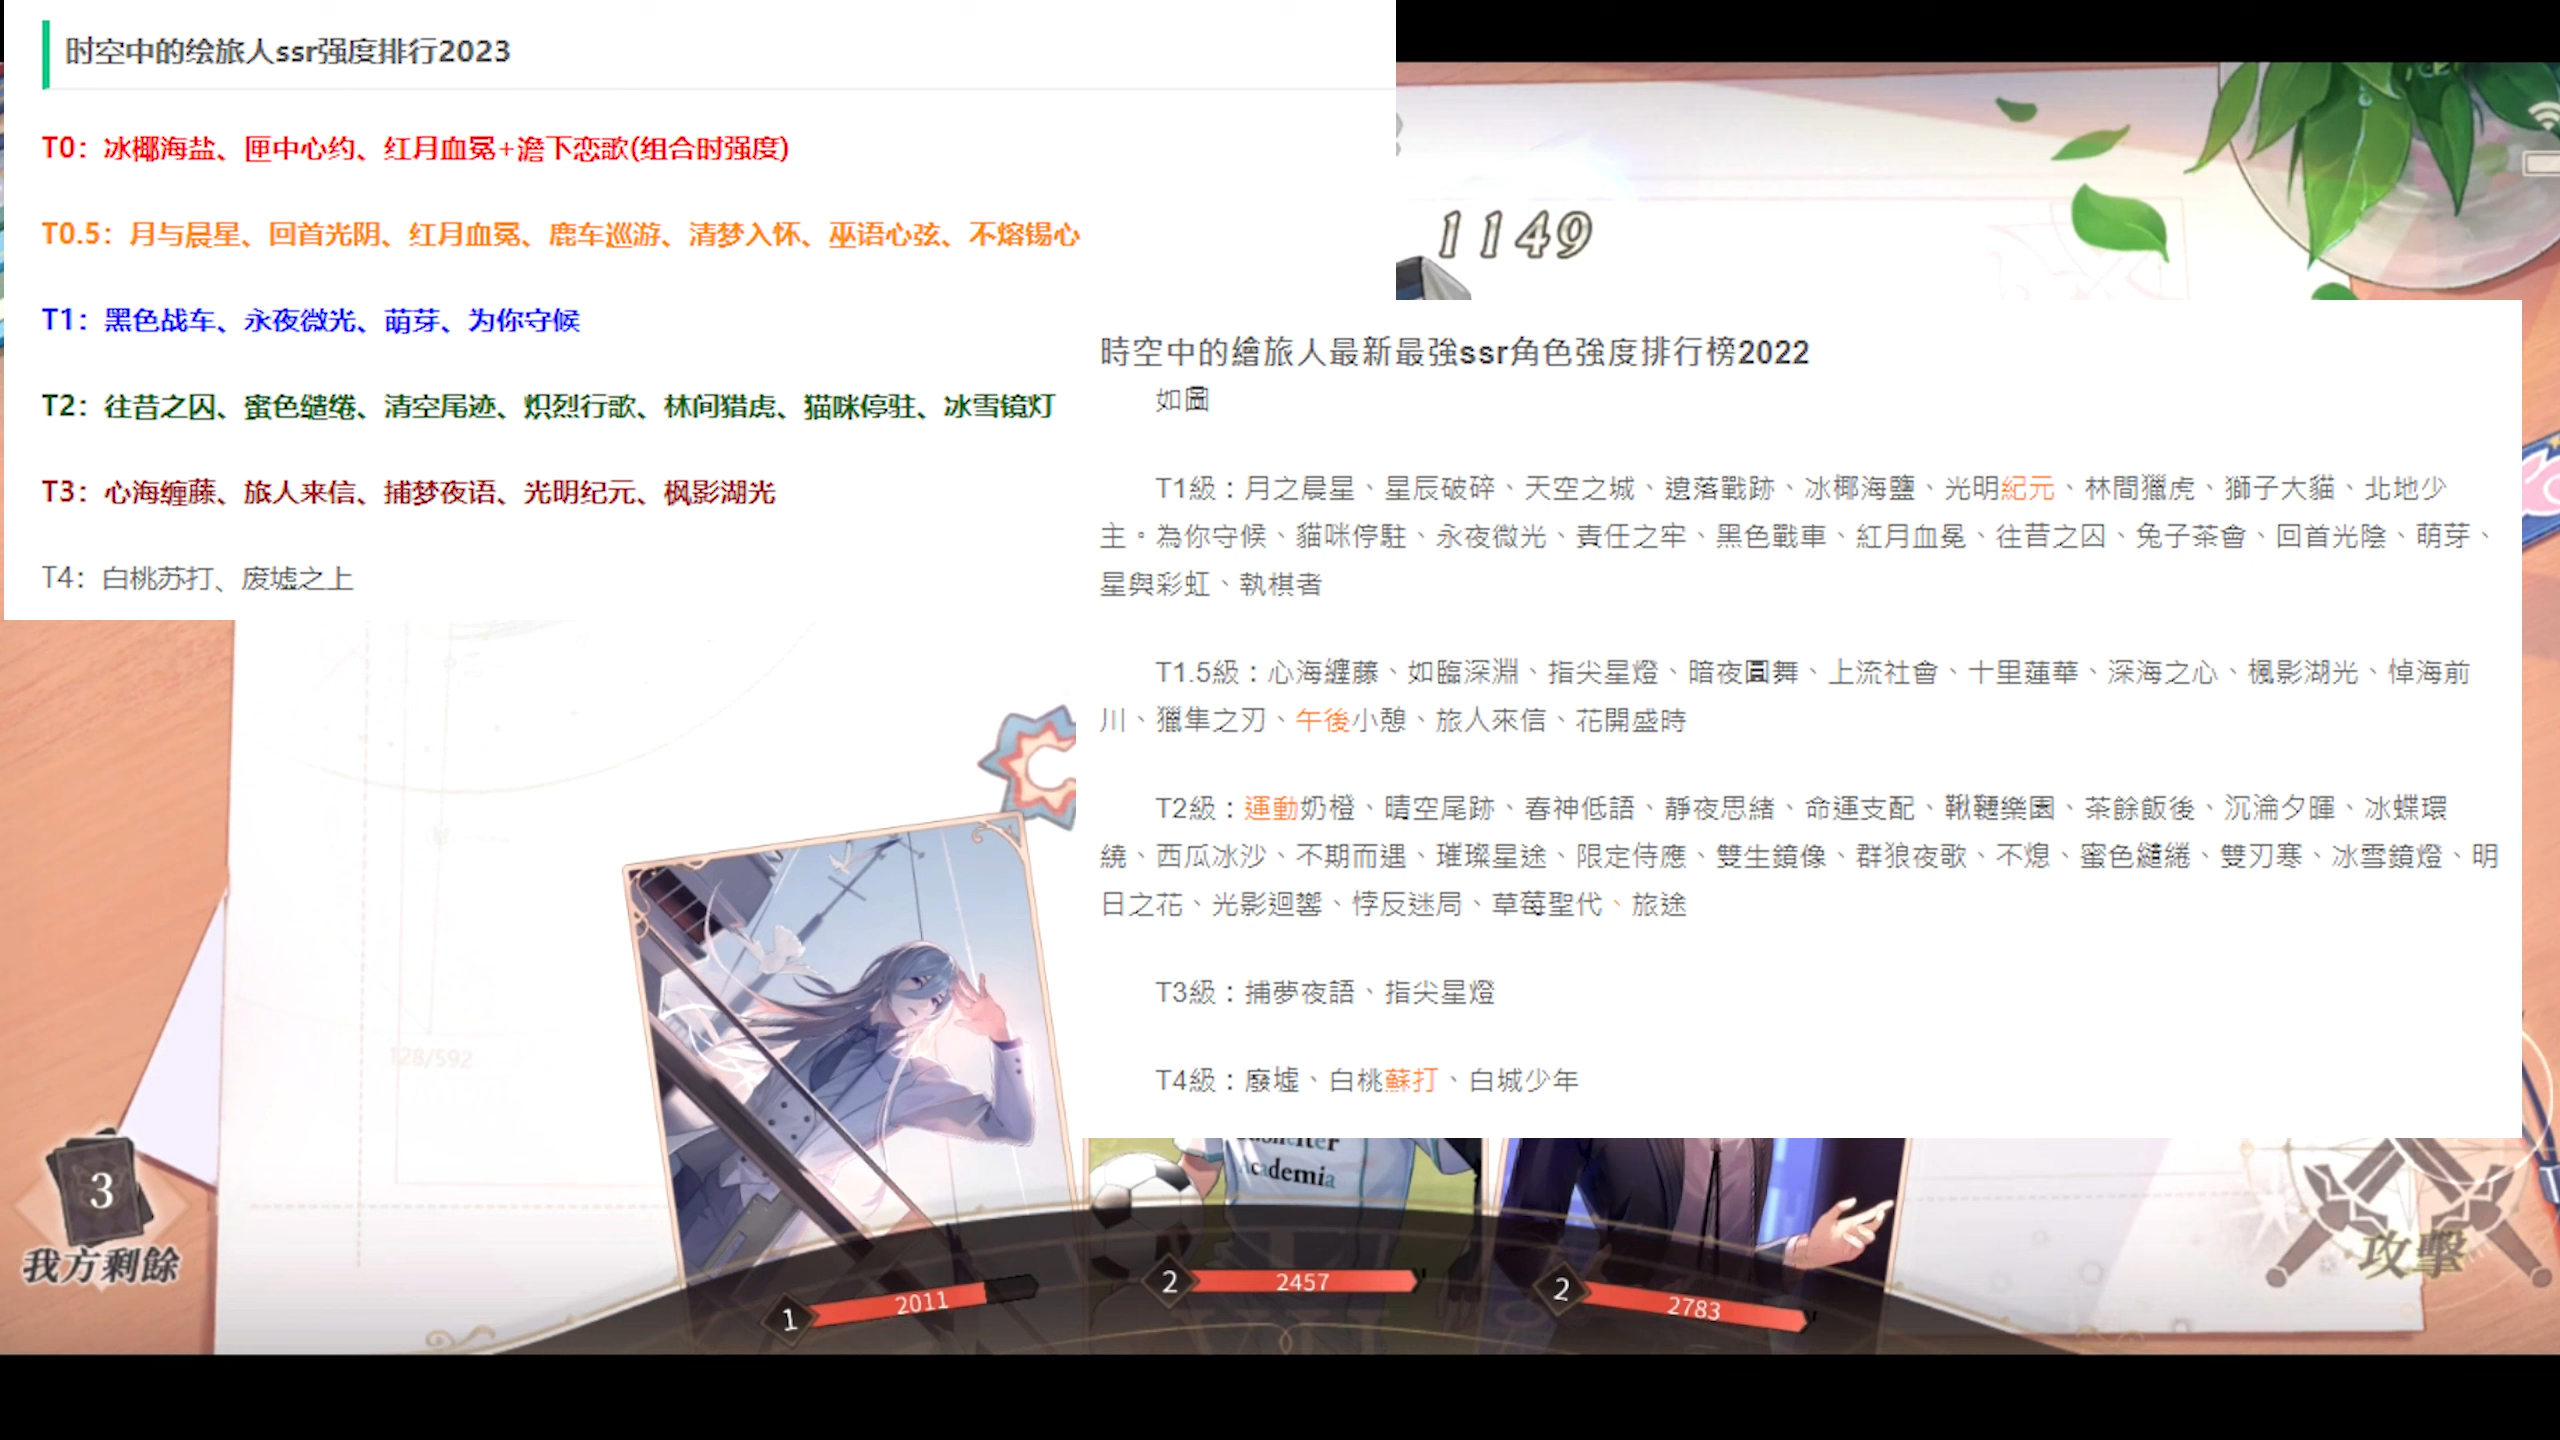 时空中的绘旅人ssr强度排行2023
T0：冰椰海盐、匣中心约、红月血冕+澹下恋歌(组合时强度)
T0.5：月与晨星、回首光阴、红月血冕、鹿车巡游、清梦入怀、巫语心弦、不熔锡心
T1：黑色战车、永夜微光、萌芽、为你守候
T2：往昔之囚、蜜色缱绻、清空尾迹、炽烈行歌、林间猎虎、猫咪停驻、冰雪镜灯
T3：心海缠藤、旅人来信、捕梦夜语、光明纪元、枫影湖光
T4：白桃苏打、废墟之上
1149
時空中的繪旅人最新最強ssr角色強度排行榜2022
如圖
T1級：月之晨星、星辰破碎、天空之城、遺落戰跡、冰椰海鹽、光明紀元、林間獵虎、獅子大貓、北地少
主。為你守候、貓咪停駐、永夜微光、責任之牢、黑色戰車、紅月血冕、往昔之囚、兔子茶會、回首光陰、萌芽、
星與彩虹、執棋者
T1.5級：心海纏藤、如臨深淵、指尖星燈、暗夜圓舞、上流社會、十里蓮華、深海之心、楓影湖光、悼海前
川、獵隼之刃、午後小憩、旅人來信、花開盛時
T2級：運動奶橙、晴空尾跡、春神低語、靜夜思緒、命運支配、鞦韆樂園、茶餘飯後、沉淪夕暉、冰蝶環
繞、西瓜冰沙、不期而遇、璀璨星途、限定侍應、雙生鏡像、群狼夜歌、不熄、蜜色繾綣、雙刃寒、冰雪鏡燈、明
日之花、光影迴響、悖反迷局、草莓聖代、旅途
T3級：捕夢夜語、指尖星燈
T4級：廢墟、白桃蘇打、白城少年
128/592
Academia
3
我方剩餘
1 2011
2 2457
2 2783
攻擊